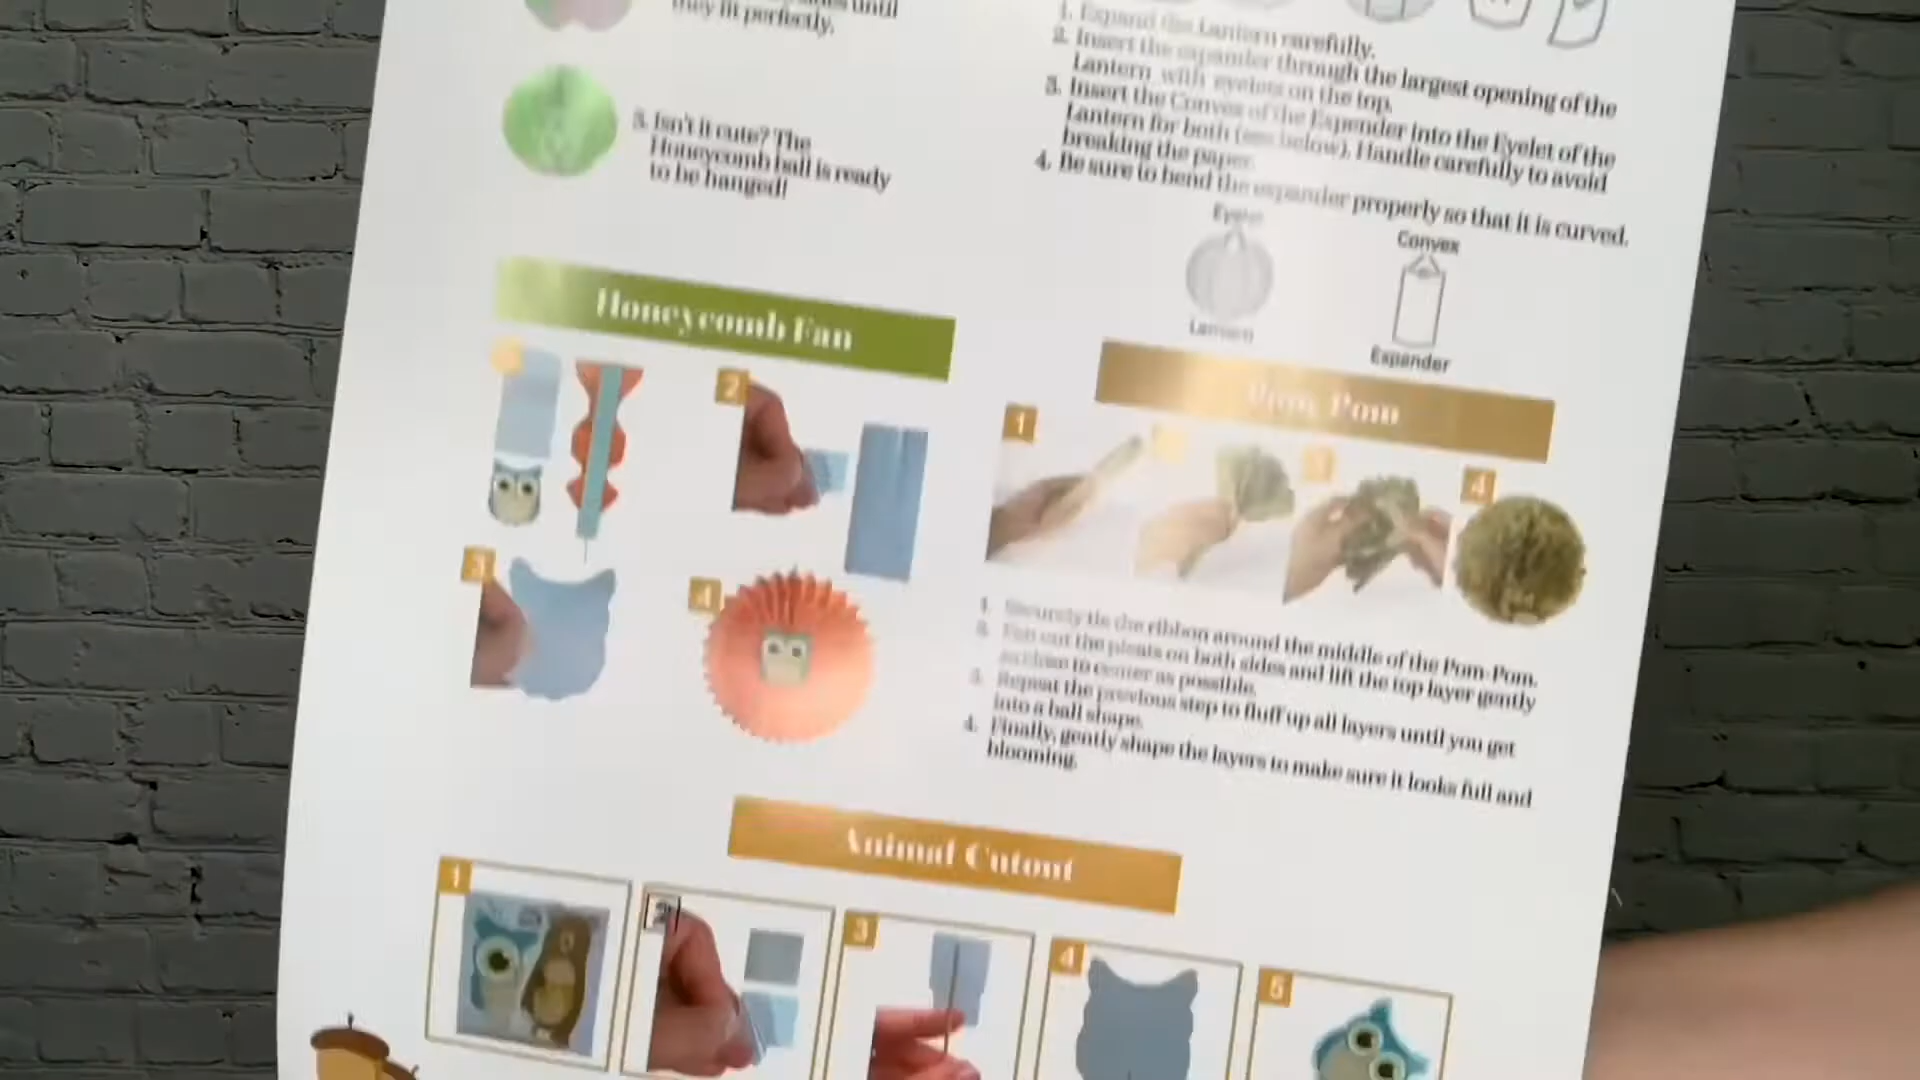 they fit perfectly.
5. Isn't it cute? The
Honeycomb ball is ready
to be hanged!
1. Expand the Lantern carefully.
2. Insert the expander through the largest opening of the
Lantern with eyelets on the top.
3. Insert the Convex of the Expender into the Eyelet of the
Lantern for both (see below). Handle carefully to avoid
breaking the paper.
4. Be sure to bend the expander properly so that it is curved.
Eyelet
Lantern
Convex
Expander
Honeycomb Fan
2
3
4
Pom Pom
1
3
4
1. Securely tie the ribbon around the middle of the Pom-Pom.
2. Fan out the pleats on both sides and lift the top layer gently
as close to center as possible.
3. Repeat the previous step to fluff up all layers until you get
into a ball shape.
4. Finally, gently shape the layers to make sure it looks full and
blooming.
Animal Cutout
1
2
3
4
5